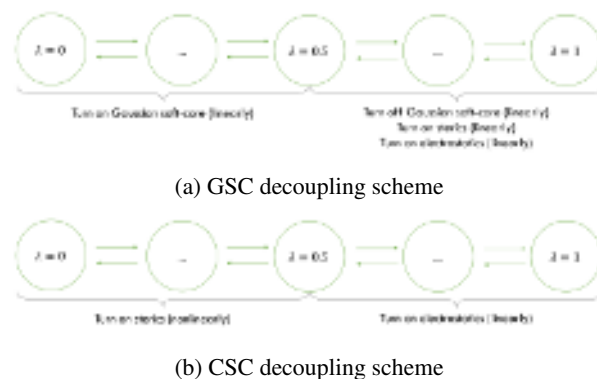 λ = 0 ... λ = 0.5 ... λ = 1
Turn on Gaussian soft-core (linearly)
Turn off Gaussian soft-core (linearly)
Turn on sterics (linearly)
Turn on electrostatics (linearly)
(a) GSC decoupling scheme
λ = 0 ... λ = 0.5 ... λ = 1
Turn on sterics (nonlinearly) Turn on electrostatics (linearly)
(b) CSC decoupling scheme